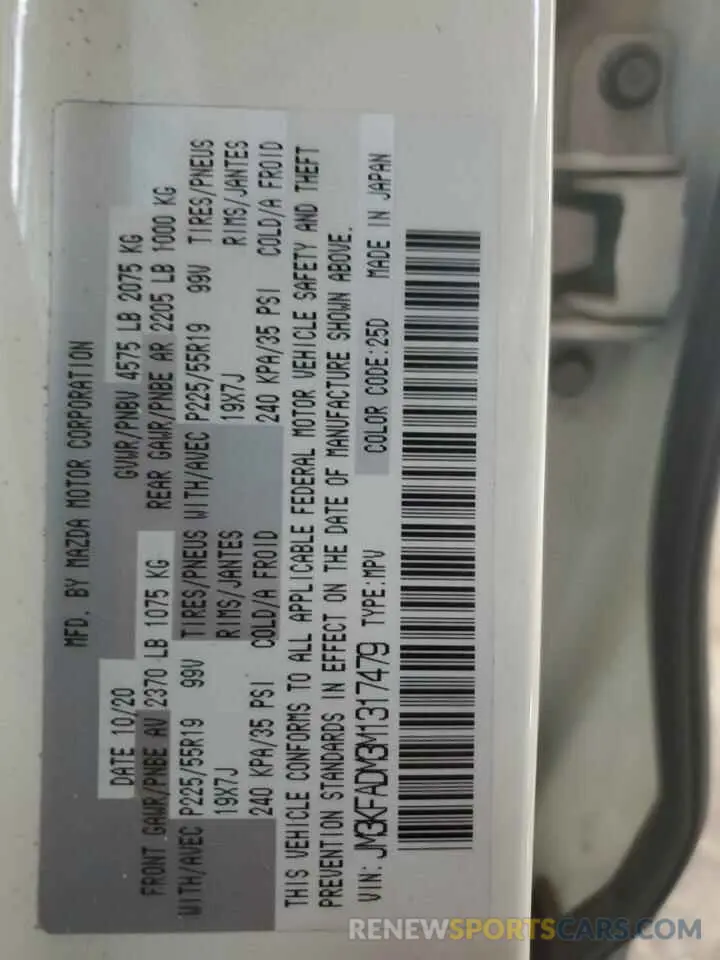 MFD. BY MAZDA MOTOR CORPORATION
DATE 10/20 GVWR/PNBV 4575 LB 2075 KG
FRONT GAWR/PNBE AV 2370 LB 1075 KG REAR GAWR/PNBE AR 2205 LB 1000 KG
WITH/AVEC P225/55R19 99V TIRES/PNEUS WITH/AVEC P225/55R19 99V TIRES/PNEUS
19X7J RIMS/JANTES 19X7J RIMS/JANTES
240 KPA/35 PSI COLD/A FROID 240 KPA/35 PSI COLD/A FROID
THIS VEHICLE CONFORMS TO ALL APPLICABLE FEDERAL MOTOR VEHICLE SAFETY AND THEFT
PREVENTION STANDARDS IN EFFECT ON THE DATE OF MANUFACTURE SHOWN ABOVE.
VIN: JM3KFADM3M1317479 TYPE:MPV COLOR CODE:25D MADE IN JAPAN
RENEWSPORTSCARS.COM